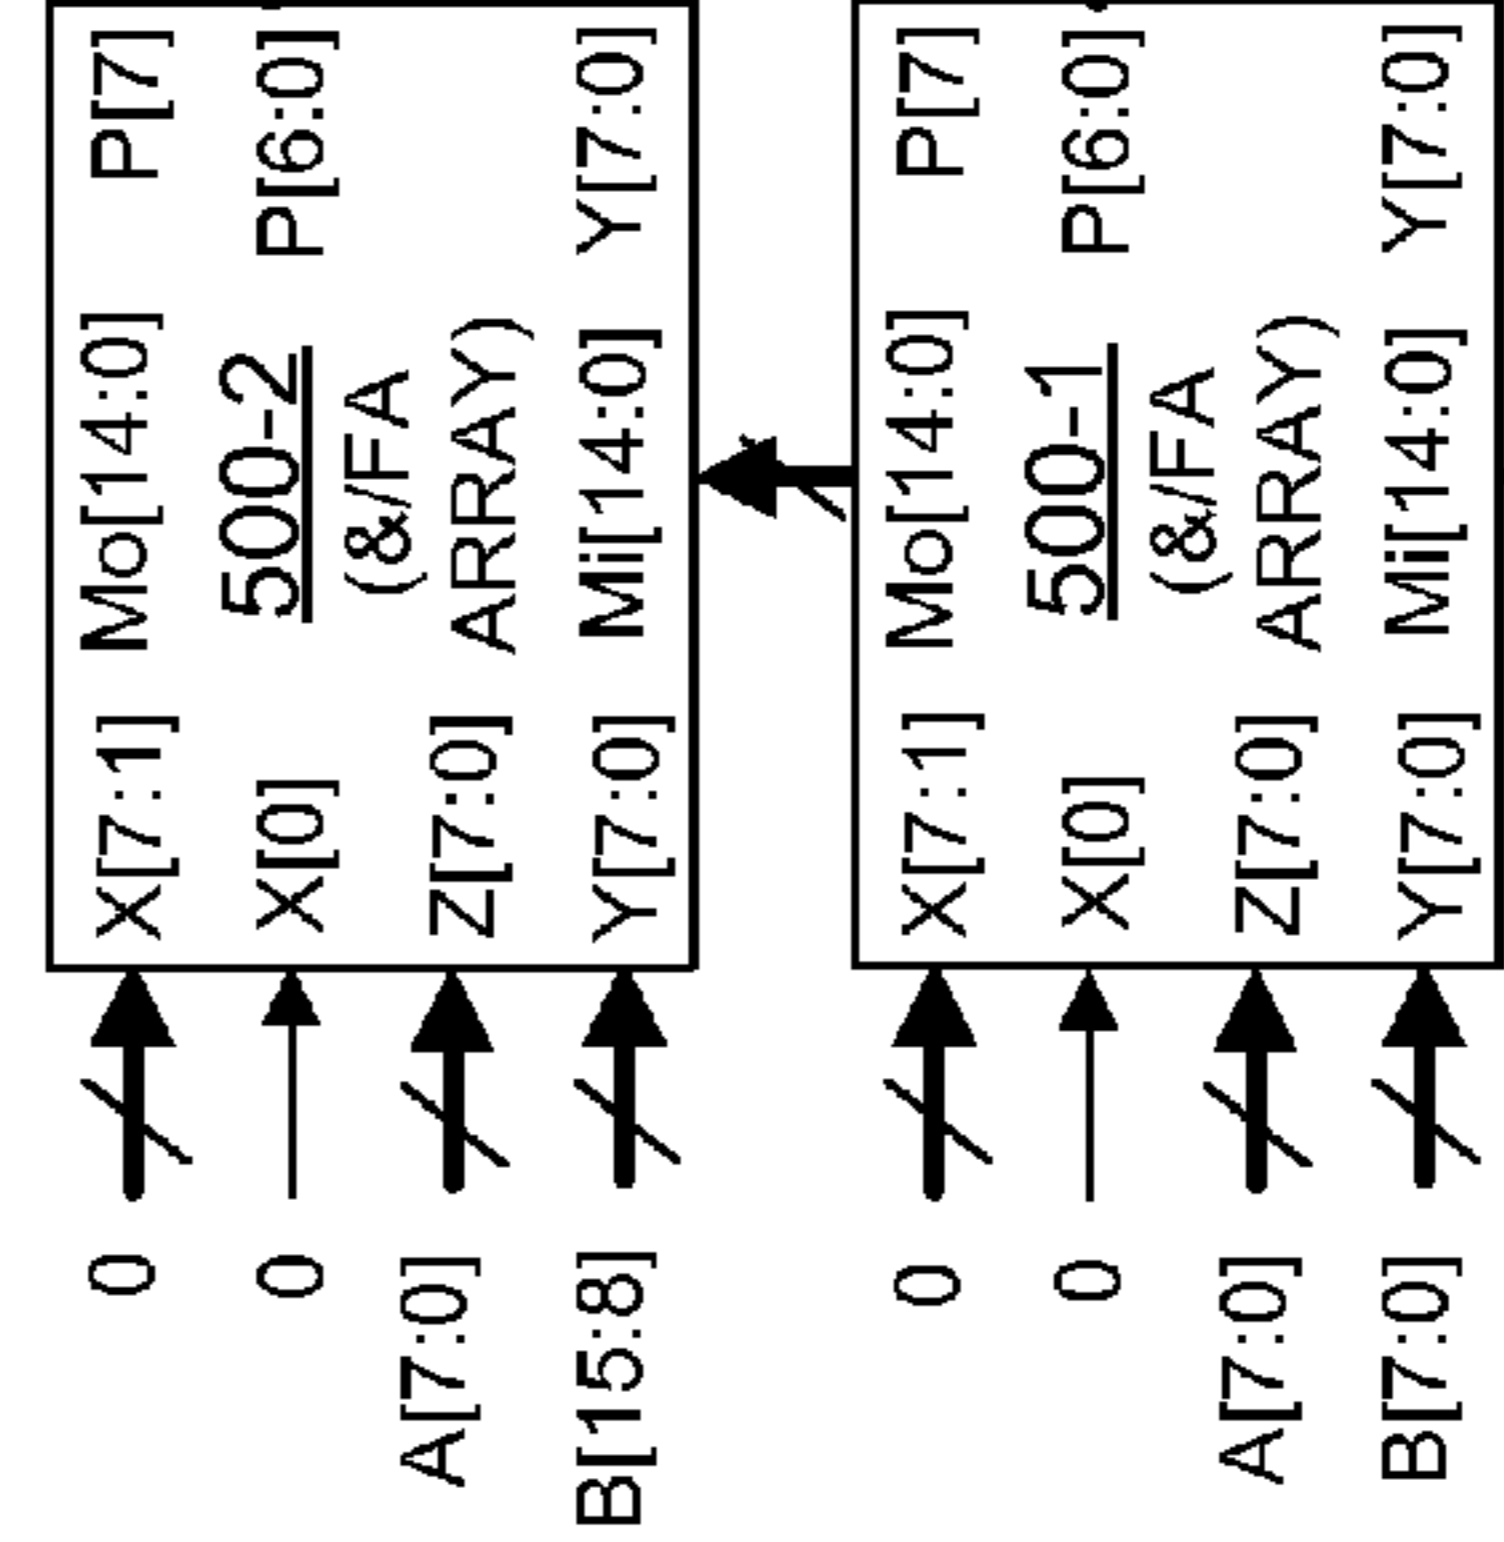 0
0
A[7:0]
B[15:8]
X[7:1]
X[0]
Z[7:0]
Y[7:0]
Mo[14:0]
500-2
(&/FA
ARRAY)
Mi[14:0]
P[7]
P[6:0]
Y[7:0]
0
0
A[7:0]
B[7:0]
X[7:1]
X[0]
Z[7:0]
Y[7:0]
Mo[14:0]
500-1
(&/FA
ARRAY)
Mi[14:0]
P[7]
P[6:0]
Y[7:0]